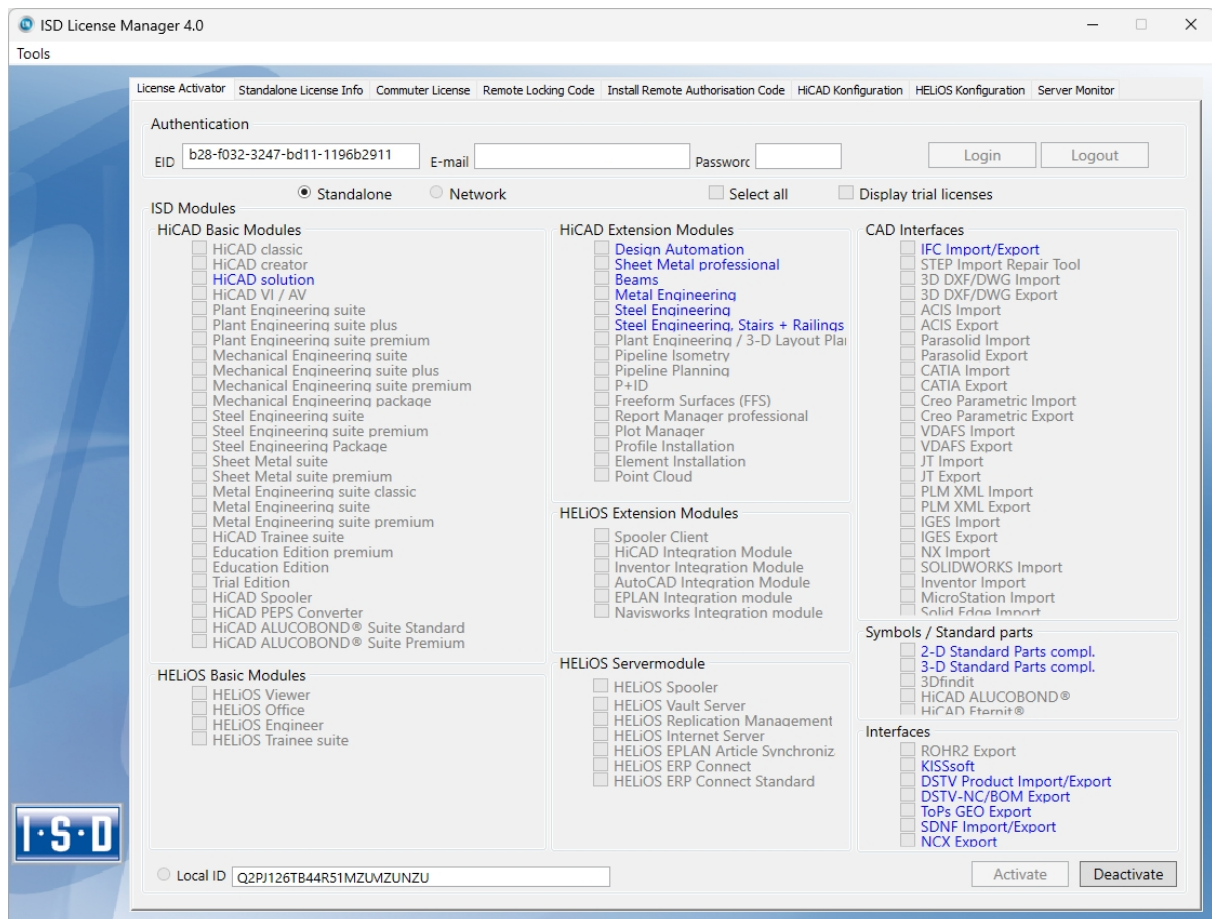 ISD License Manager 4.0
Tools
License Activator Standalone License Info Commuter License Remote Locking Code Install Remote Authorisation Code HiCAD Konfiguration HELiOS Konfiguration Server Monitor
Authentication
EID b28-f032-3247-bd11-1196b2911 E-mail Passworc Login Logout
Standalone Network Select all Display trial licenses
ISD Modules
HiCAD Basic Modules
HiCAD classic
HiCAD creator
HiCAD solution
HiCAD VI / AV
Plant Engineering suite
Plant Engineering suite plus
Plant Engineering suite premium
Mechanical Engineering suite
Mechanical Engineering suite plus
Mechanical Engineering suite premium
Mechanical Engineering package
Steel Engineering suite
Steel Engineering suite premium
Steel Engineering Package
Sheet Metal suite
Sheet Metal suite premium
Metal Engineering suite classic
Metal Engineering suite
Metal Engineering suite premium
HiCAD Trainee suite
Education Edition premium
Education Edition
Trial Edition
HiCAD Spooler
HiCAD PEPS Converter
HiCAD ALUCOBOND® Suite Standard
HiCAD ALUCOBOND® Suite Premium
HELiOS Basic Modules
HELiOS Viewer
HELiOS Office
HELiOS Engineer
HELiOS Trainee suite
HiCAD Extension Modules
Design Automation
Sheet Metal professional
Beams
Metal Engineering
Steel Engineering
Steel Engineering, Stairs + Railings
Plant Engineering / 3-D Layout Plar
Pipeline Isometry
Pipeline Planning
P+ID
Freeform Surfaces (FFS)
Report Manager professional
Plot Manager
Profile Installation
Element Installation
Point Cloud
HELiOS Extension Modules
Spooler Client
HiCAD Integration Module
Inventor Integration Module
AutoCAD Integration Module
EPLAN Integration module
Navisworks Integration module
HELiOS Servermodule
HELiOS Spooler
HELiOS Vault Server
HELiOS Replication Management
HELiOS Internet Server
HELiOS EPLAN Article Synchroniz
HELiOS ERP Connect
HELiOS ERP Connect Standard
CAD Interfaces
IFC Import/Export
STEP Import Repair Tool
3D DXF/DWG Import
3D DXF/DWG Export
ACIS Import
ACIS Export
Parasolid Import
Parasolid Export
CATIA Import
CATIA Export
Creo Parametric Import
Creo Parametric Export
VDAFS Import
VDAFS Export
JT Import
JT Export
PLM XML Import
PLM XML Export
IGES Import
IGES Export
NX Import
SOLIDWORKS Import
Inventor Import
MicroStation Import
Solid Edge Import
Symbols / Standard parts
2-D Standard Parts compl.
3-D Standard Parts compl.
3Dfindit
HiCAD ALUCOBOND®
HiCAD Eternit®
Interfaces
ROHR2 Export
KISSsoft
DSTV Product Import/Export
DSTV-NC/BOM Export
ToPs GEO Export
SDNF Import/Export
NCX Export
I·S·D
Local ID Q2PJ126TB44R51MZUMZUNZU Activate Deactivate